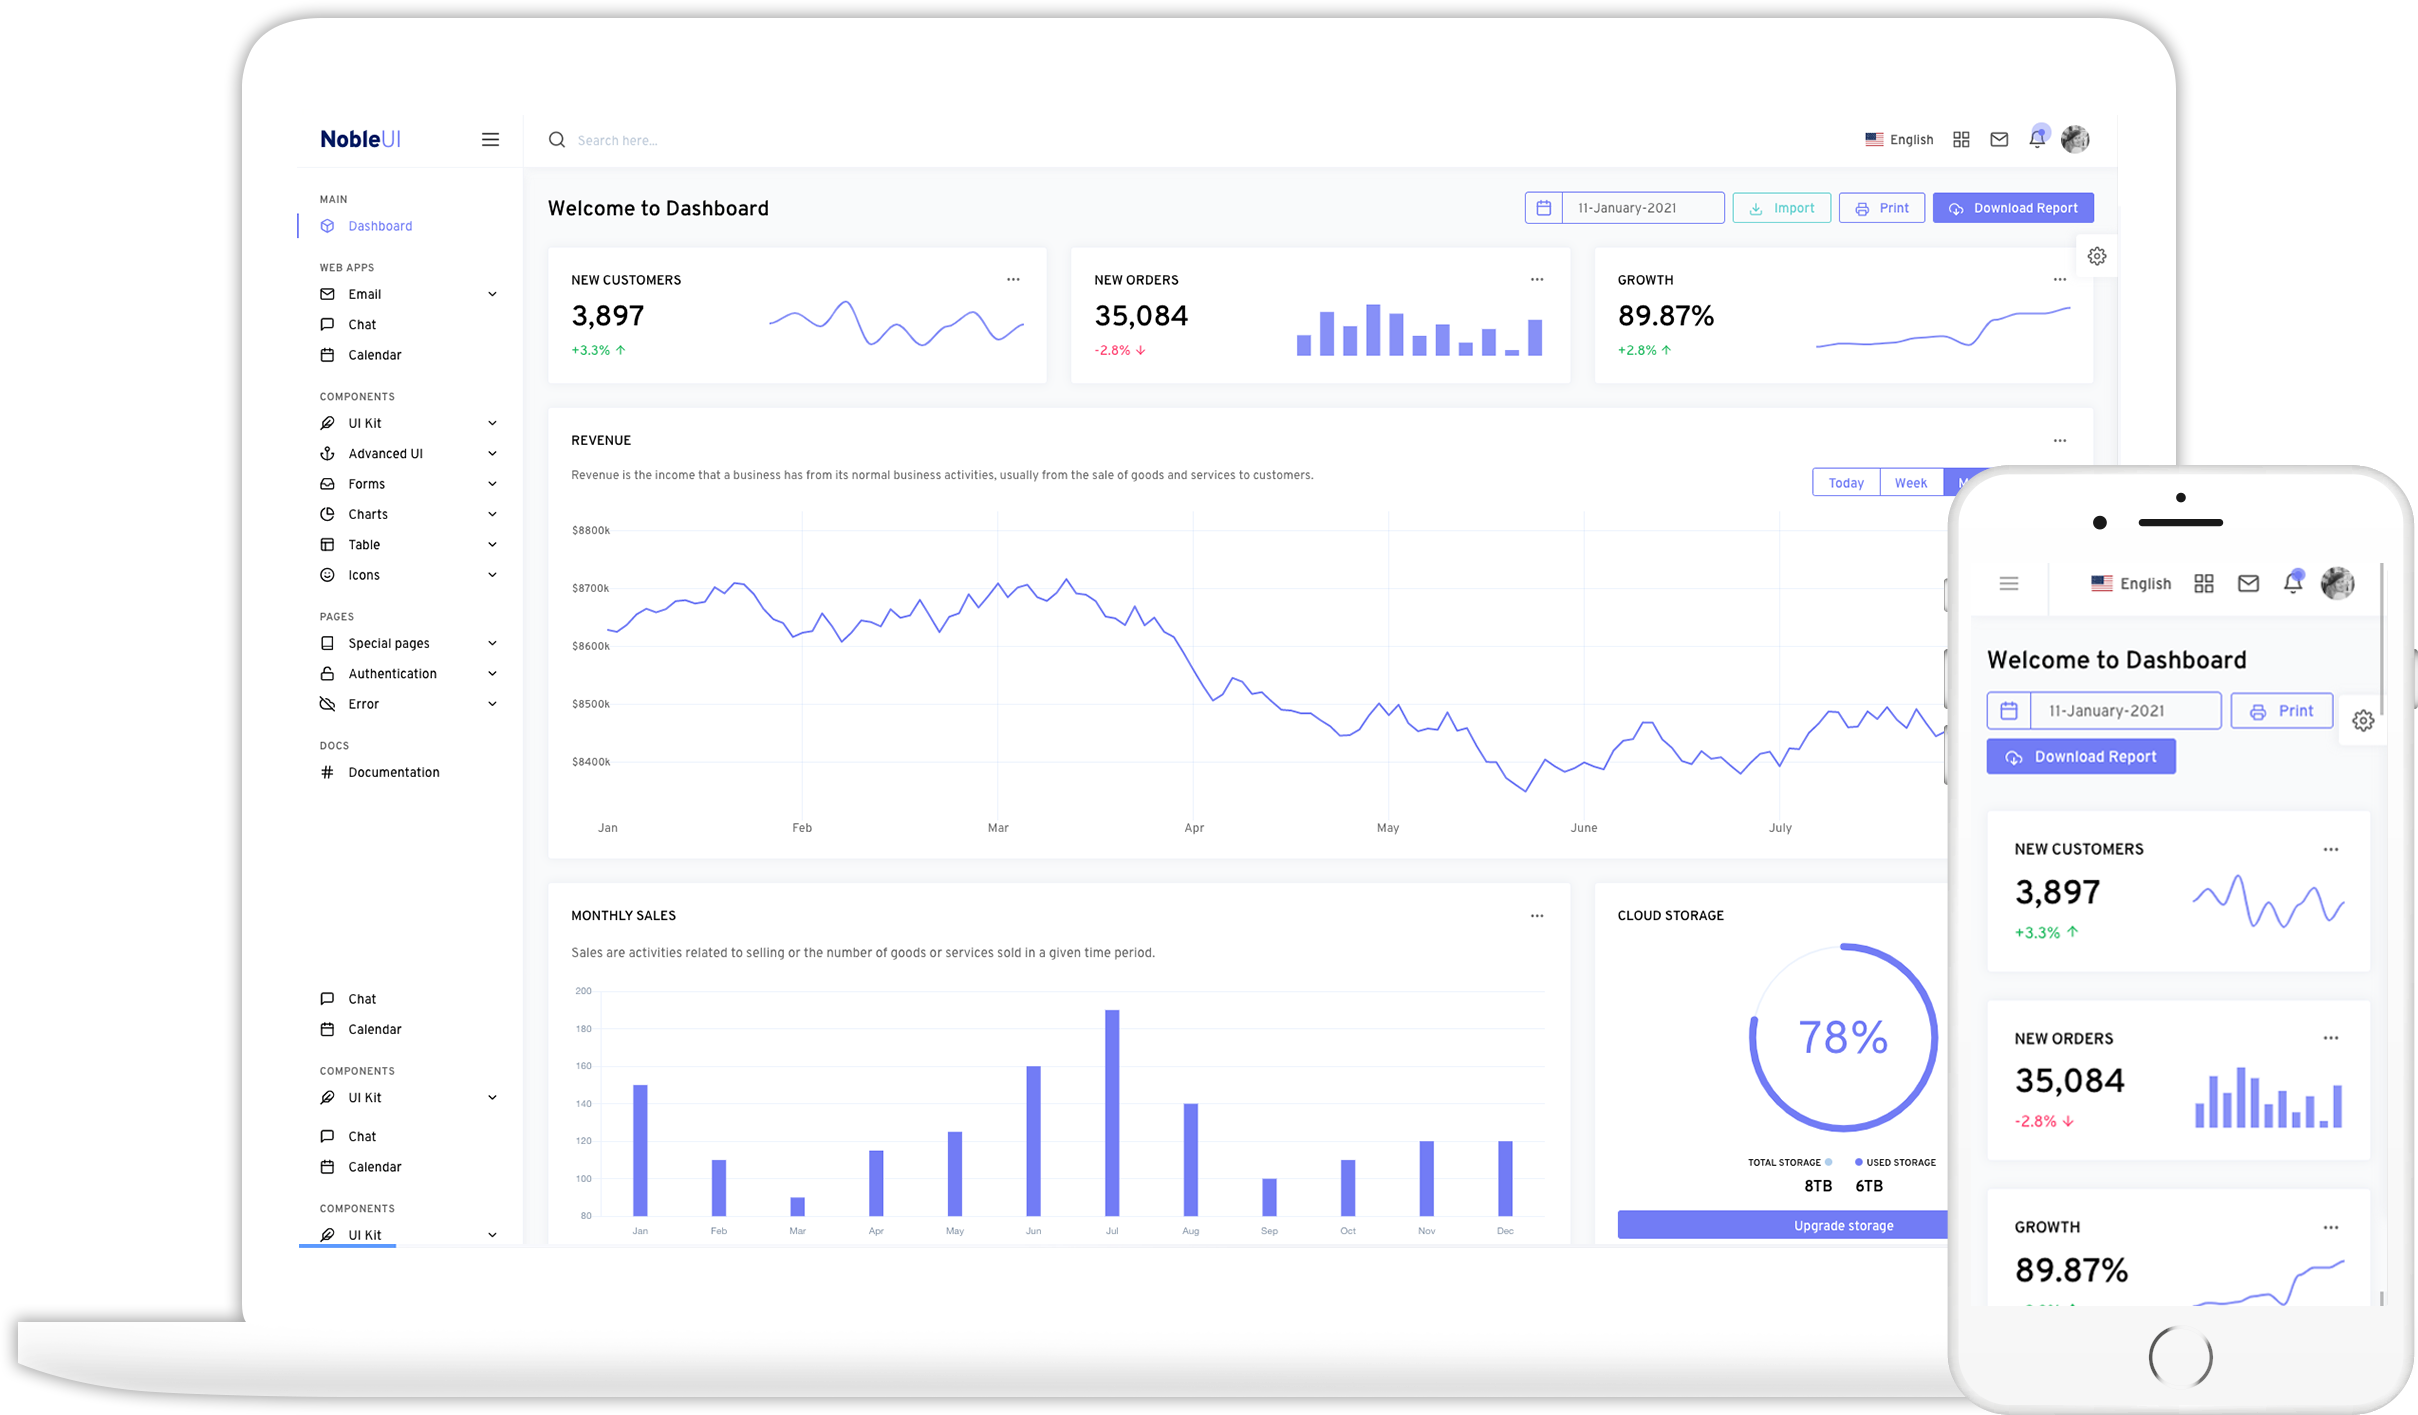 NobleUI
Search here...
English
MAIN
Dashboard
WEB APPS
Email
Chat
Calendar
COMPONENTS
UI Kit
Advanced UI
Forms
Charts
Table
Icons
PAGES
Special pages
Authentication
Error
DOCS
Documentation
Chat
Calendar
COMPONENTS
UI Kit
Chat
Calendar
COMPONENTS
UI Kit
Welcome to Dashboard
11-January-2021
Import
Print
Download Report
NEW CUSTOMERS
3,897
+3.3%
NEW ORDERS
35,084
-2.8%
GROWTH
89.87%
+2.8%
REVENUE
Revenue is the income that a business has from its normal business activities, usually from the sale of goods and services to customers.
Today Week
$8800k
$8700k
$8600k
$8500k
$8400k
Jan Feb Mar Apr May June July
MONTHLY SALES
Sales are activities related to selling or the number of goods or services sold in a given time period.
200
180
160
140
120
100
80
Jan Feb Mar Apr May Jun Jul Aug Sep Oct Nov Dec
CLOUD STORAGE
78%
TOTAL STORAGE USED STORAGE
8TB 6TB
Upgrade storage
English
Welcome to Dashboard
11-January-2021
Print
Download Report
NEW CUSTOMERS
3,897
+3.3%
NEW ORDERS
35,084
-2.8%
GROWTH
89.87%